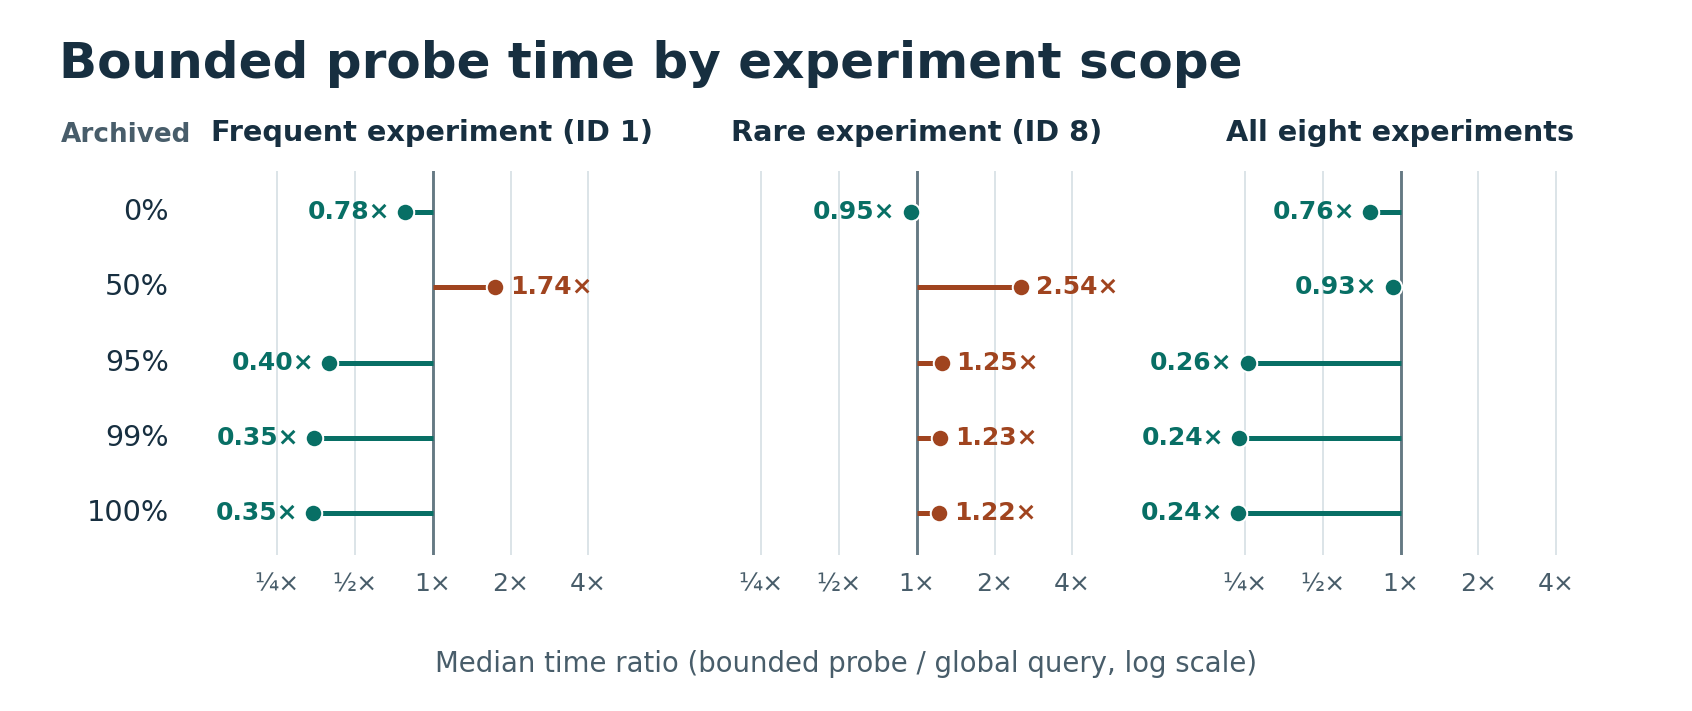 Bounded probe time by experiment scope
Archived Frequent experiment (ID 1) Rare experiment (ID 8) All eight experiments
0% 0.78× 0.95× 0.76×
50% 1.74× 2.54× 0.93×
95% 0.40× 1.25× 0.26×
99% 0.35× 1.23× 0.24×
100% 0.35× 1.22× 0.24×
¼× ½× 1× 2× 4× ¼× ½× 1× 2× 4× ¼× ½× 1× 2× 4×
Median time ratio (bounded probe / global query, log scale)